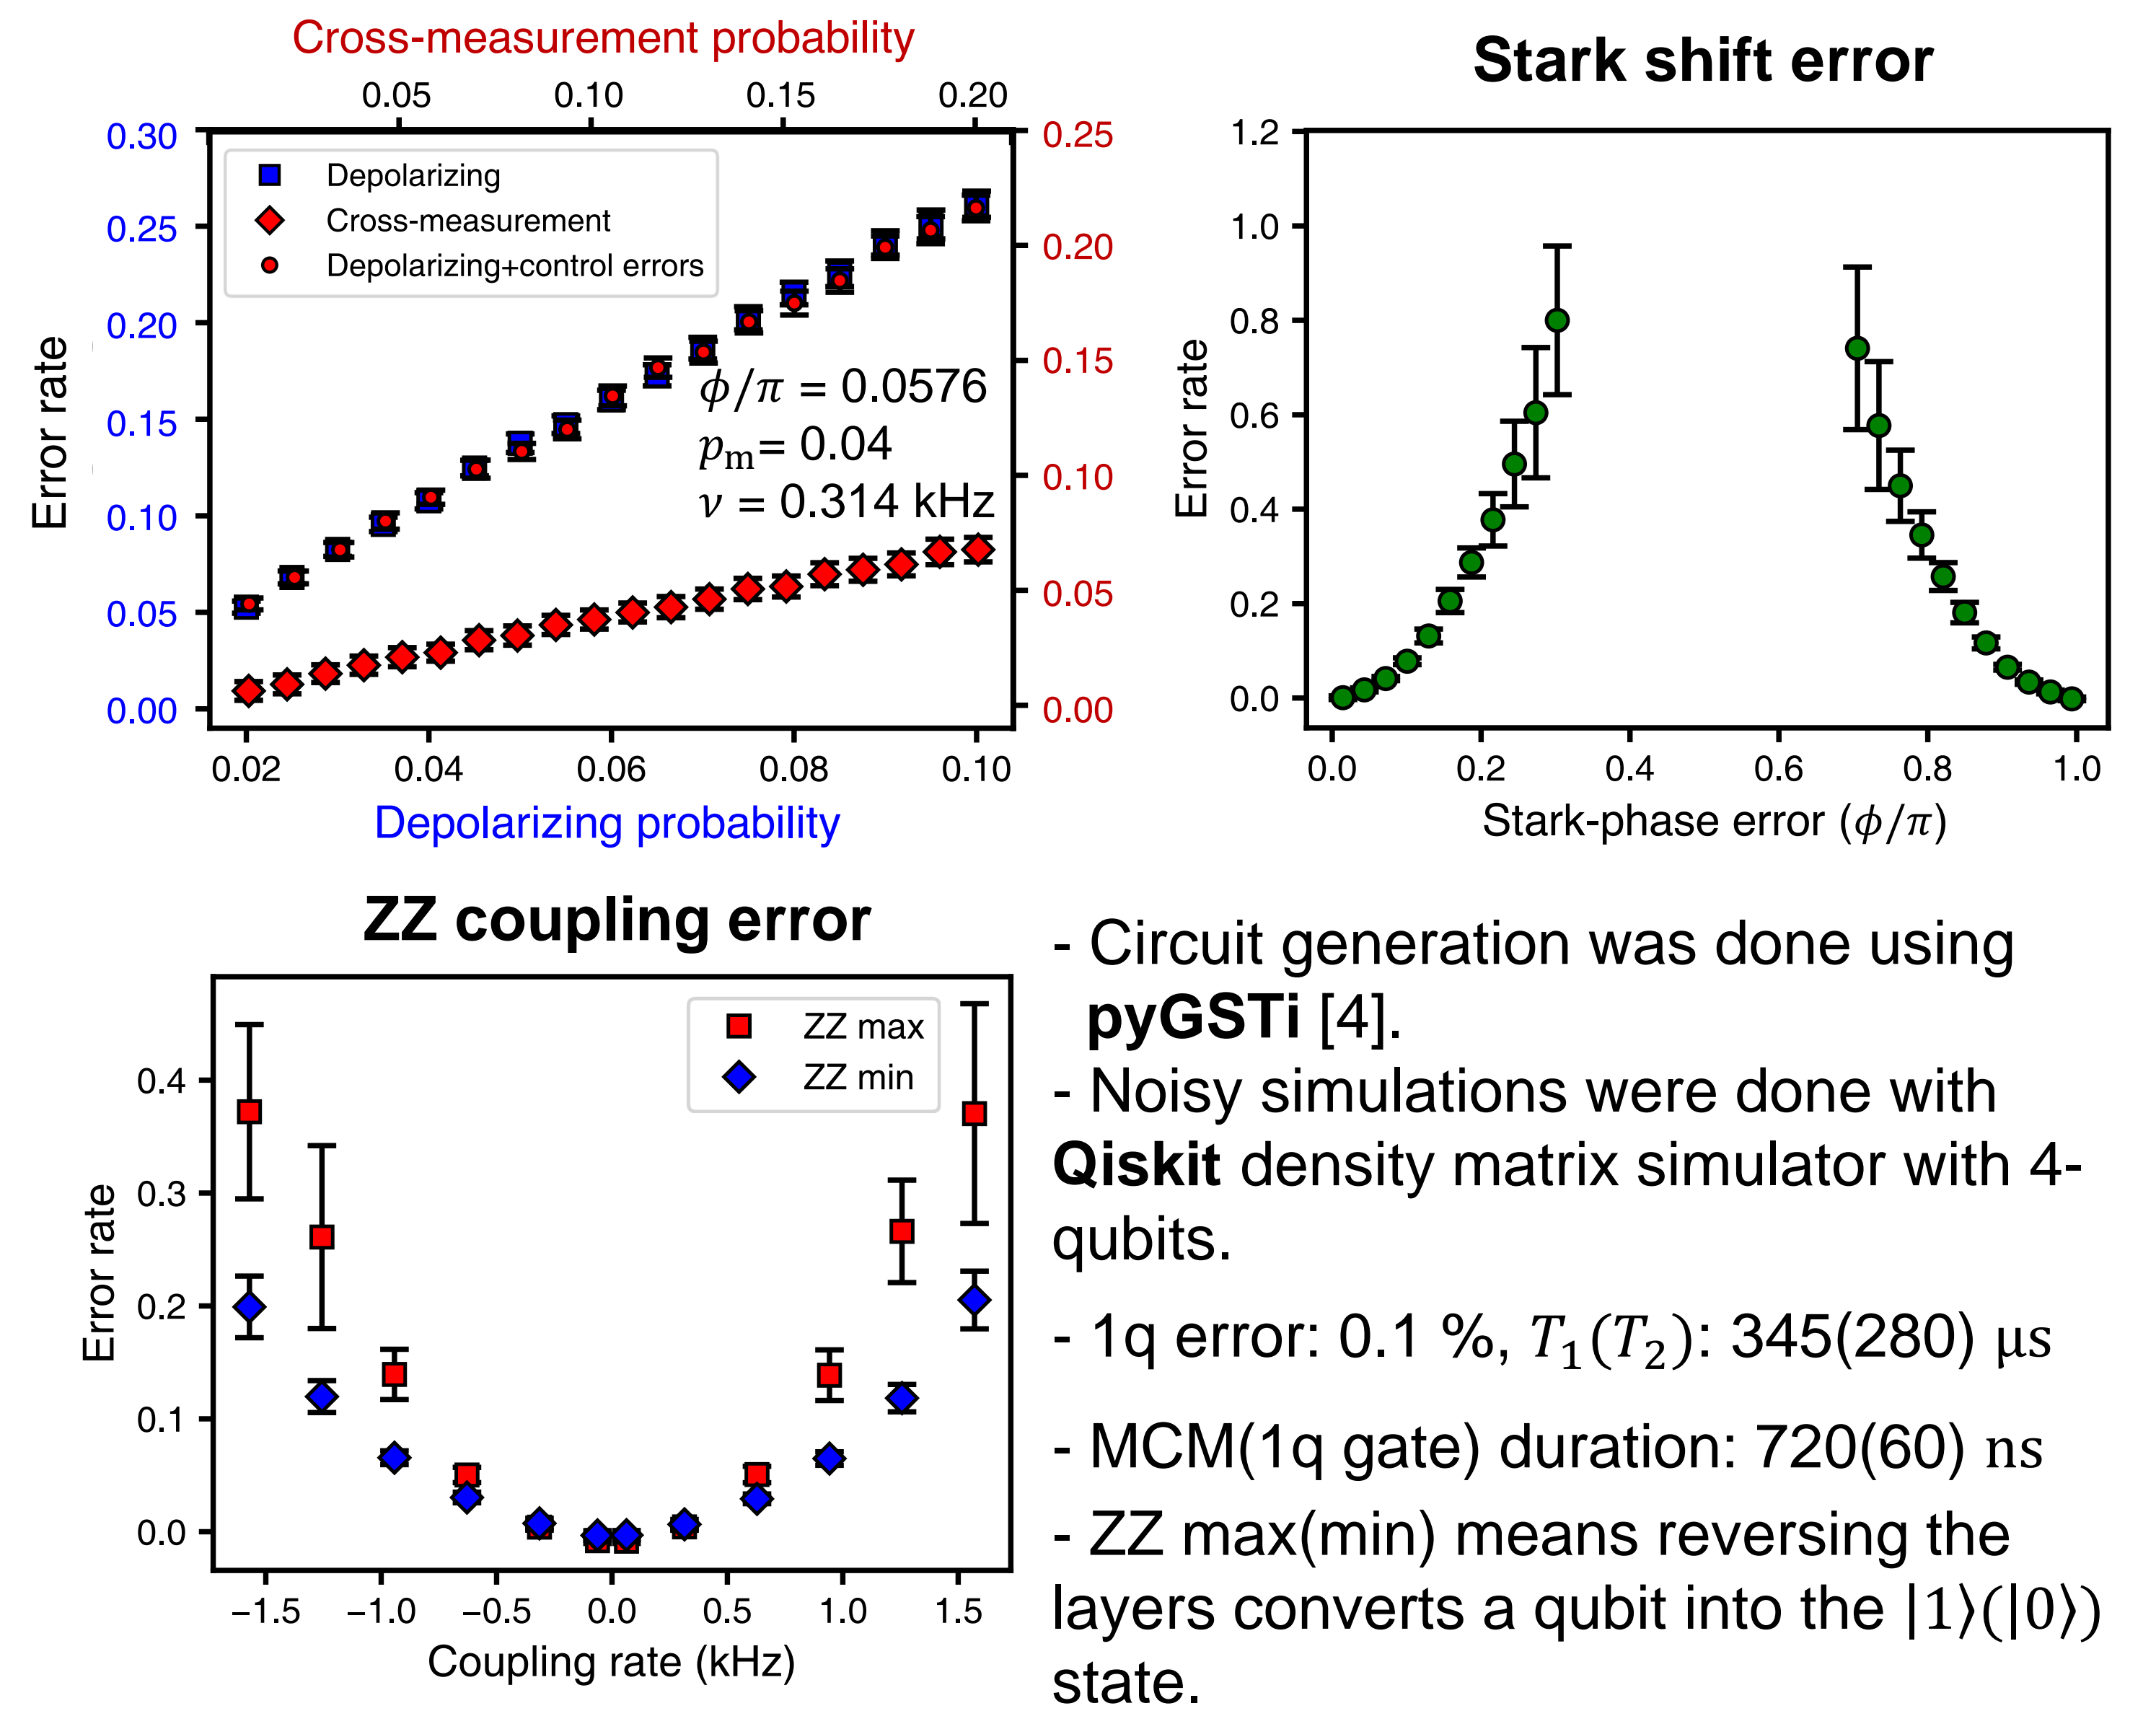 Cross-measurement probability
0.05 0.10 0.15 0.20
0.30
0.25
0.20
0.15
0.10
0.05
0.00
Error rate
Depolarizing
Cross-measurement
Depolarizing+control errors
ϕ/π = 0.0576
pₘ= 0.04
ν = 0.314 kHz
0.25
0.20
0.15
0.10
0.05
0.00
0.02 0.04 0.06 0.08 0.10
Depolarizing probability
Stark shift error
1.2
1.0
0.8
0.6
0.4
0.2
0.0
Error rate
0.0 0.2 0.4 0.6 0.8 1.0
Stark-phase error (ϕ/π)
ZZ coupling error
ZZ max
ZZ min
0.4
0.3
0.2
0.1
0.0
Error rate
−1.5 −1.0 −0.5 0.0 0.5 1.0 1.5
Coupling rate (kHz)
- Circuit generation was done using
pyGSTi [4].
- Noisy simulations were done with
Qiskit density matrix simulator with 4-
qubits.
- 1q error: 0.1 %, T₁(T₂): 345(280) μs
- MCM(1q gate) duration: 720(60) ns
- ZZ max(min) means reversing the
layers converts a qubit into the |1⟩(|0⟩)
state.